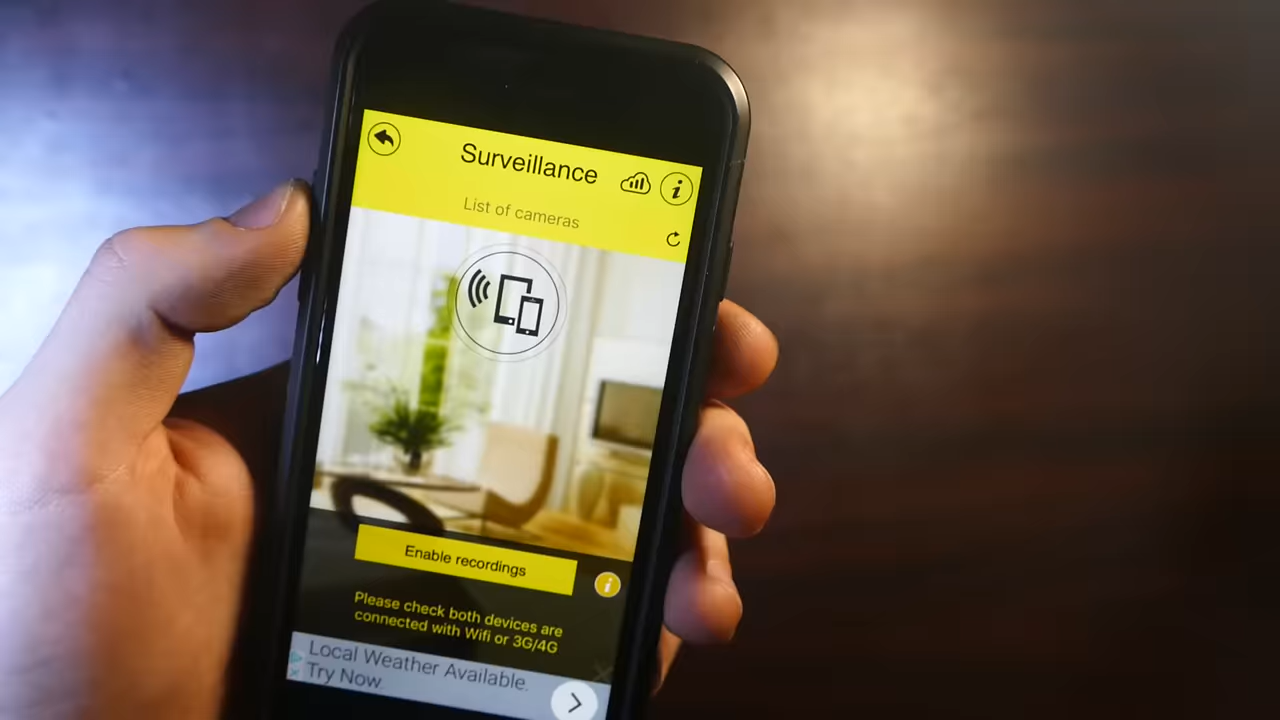 Surveillance
List of cameras
Enable recordings
Please check both devices are
connected with Wifi or 3G/4G
Local Weather Available.
Try Now.